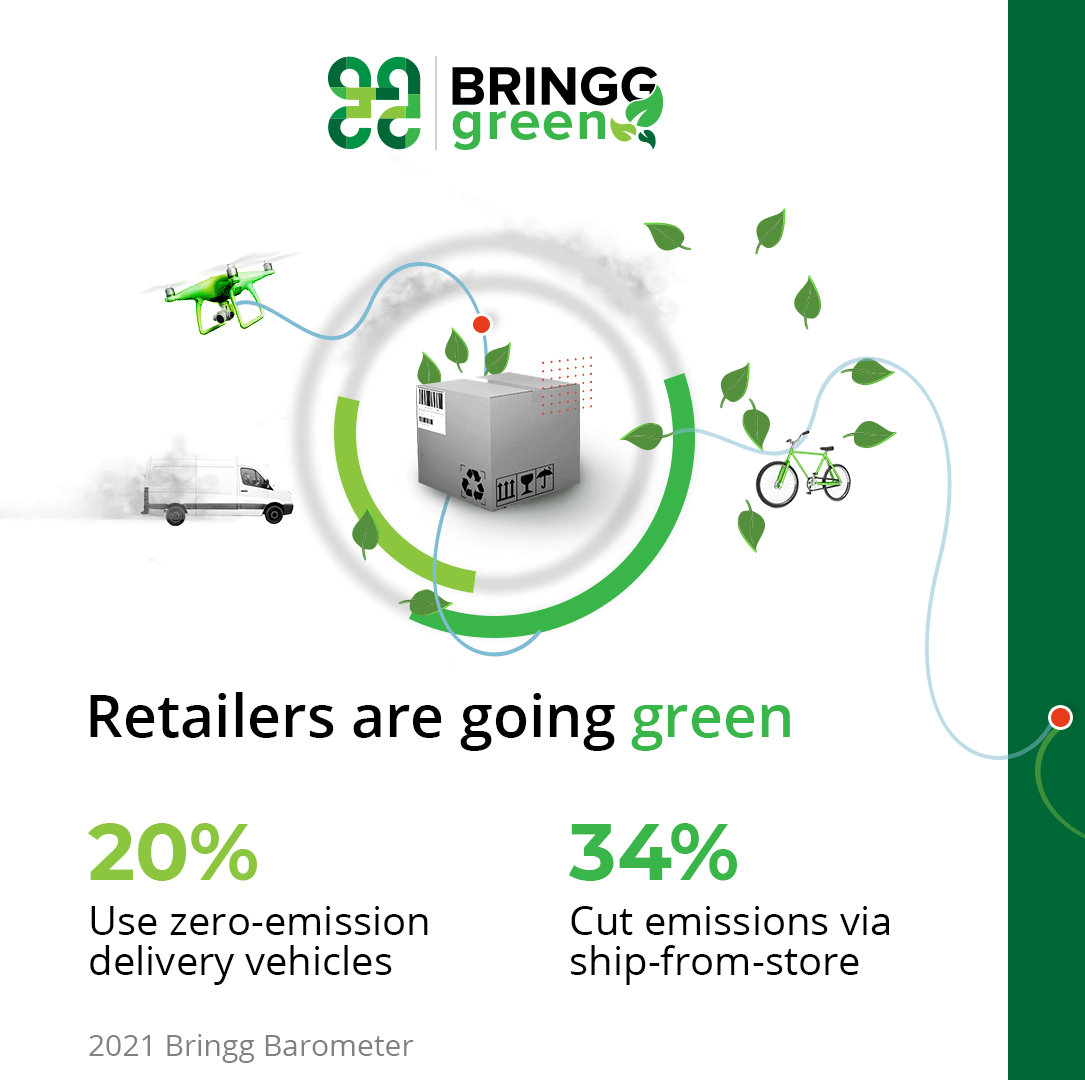 BRINGG
green
Retailers are going green
20%
Use zero-emission
delivery vehicles
34%
Cut emissions via
ship-from-store
2021 Bringg Barometer